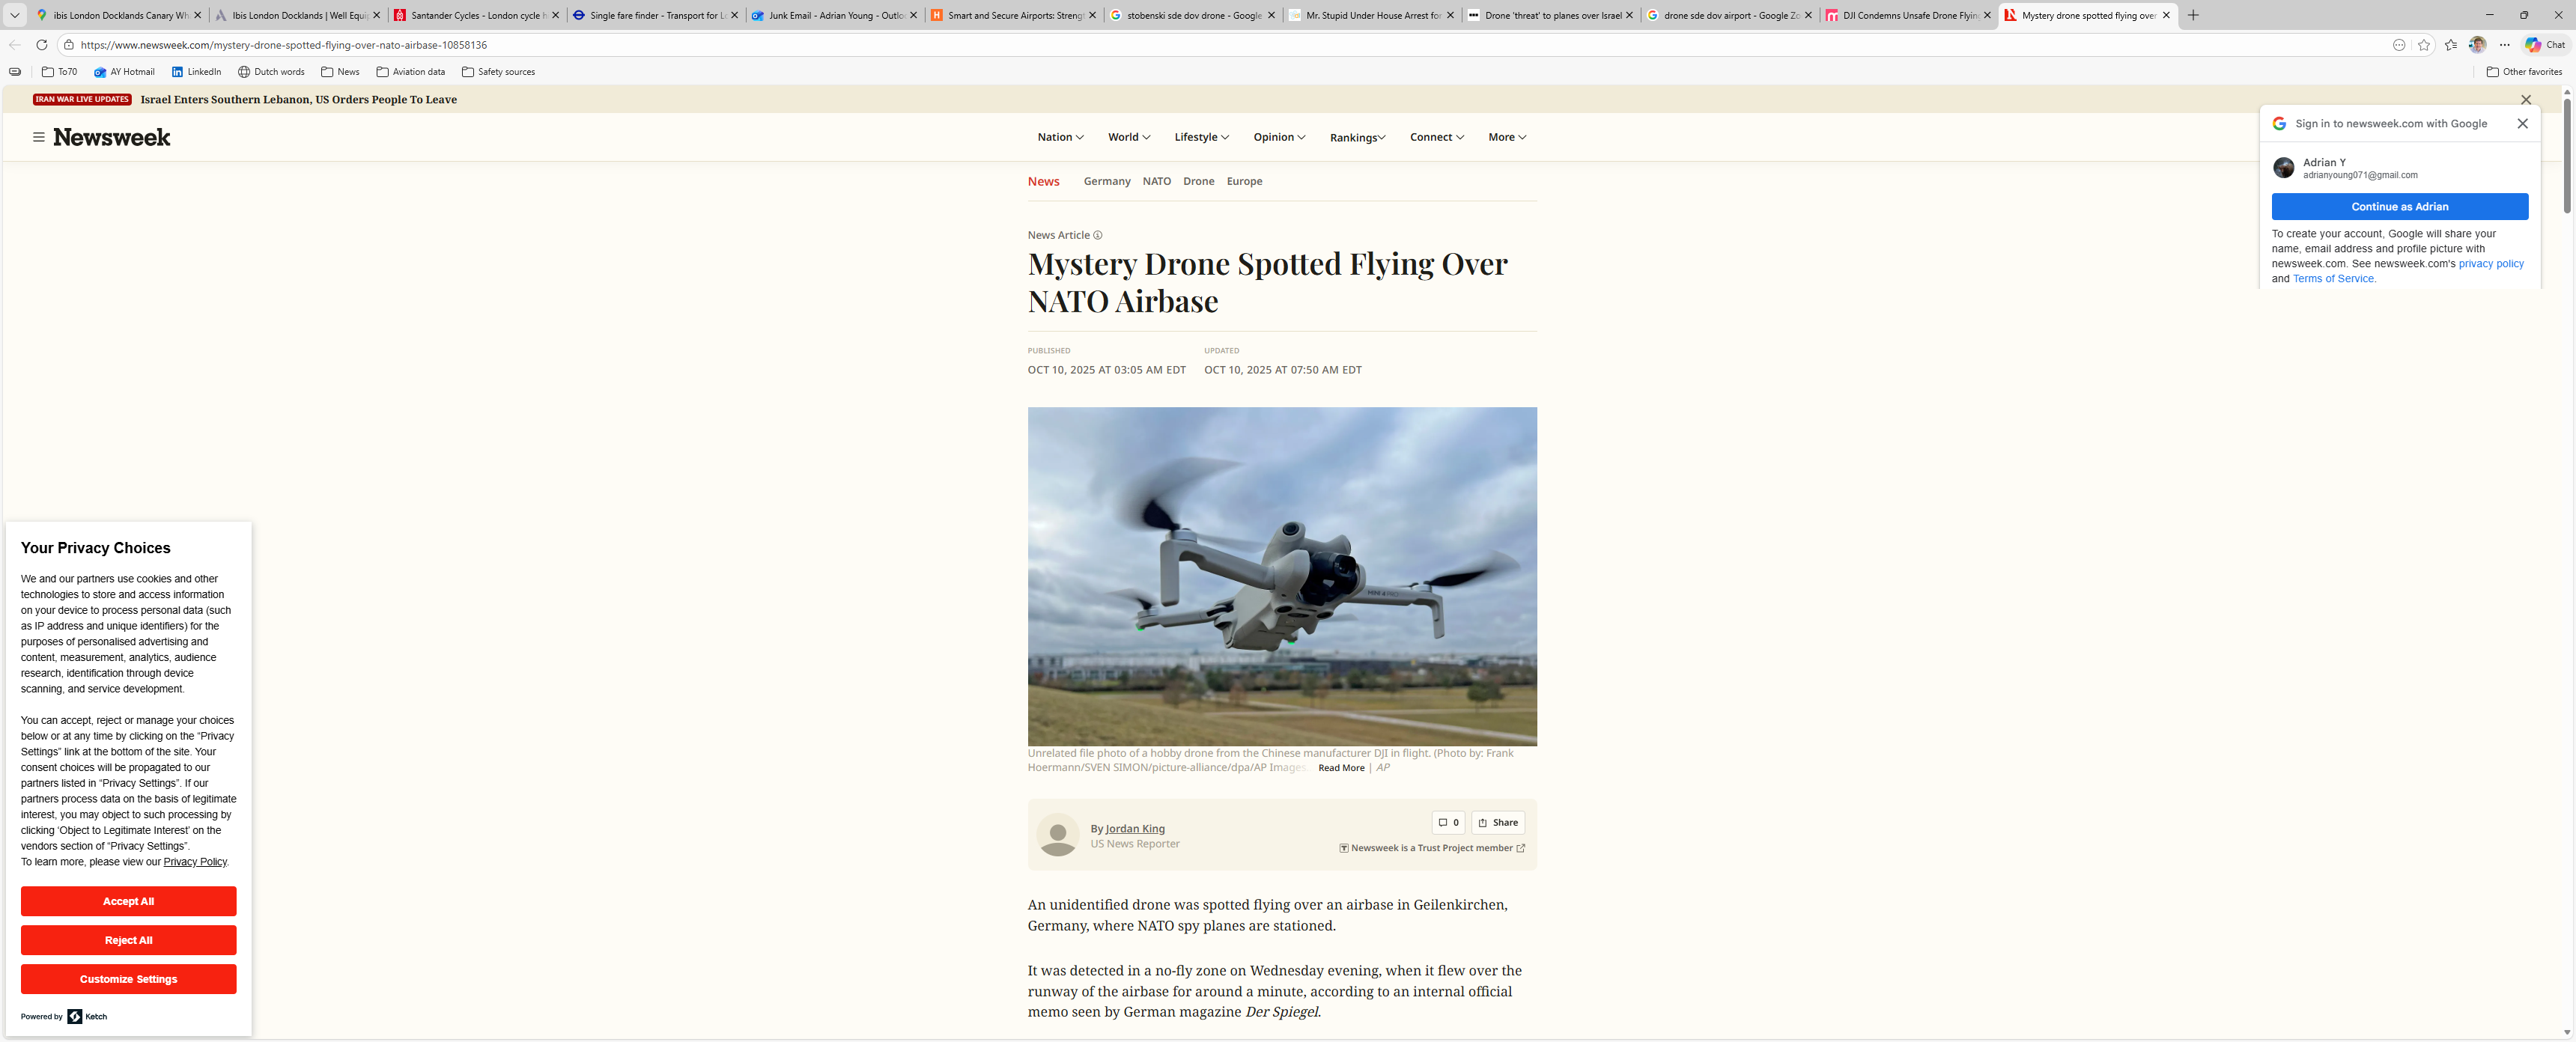 ibis London Docklands Canary Wh
Ibis London Docklands | Well Equip
Santander Cycles - London cycle h
Single fare finder - Transport for Lo
Junk Email - Adrian Young - Outlo
Smart and Secure Airports: Strengt
stobenski sde dov drone - Google
Mr. Stupid Under House Arrest for
Drone 'threat' to planes over Israel
drone sde dov airport - Google Zo
DJI Condemns Unsafe Drone Flyin
Mystery drone spotted flying over
https://www.newsweek.com/mystery-drone-spotted-flying-over-nato-airbase-10858136
Chat
To70
AY Hotmail
LinkedIn
Dutch words
News
Aviation data
Safety sources
Other favorites
IRAN WAR LIVE UPDATES
Israel Enters Southern Lebanon, US Orders People To Leave
Newsweek
Nation
World
Lifestyle
Opinion
Rankings
Connect
More
Sign in to newsweek.com with Google
Adrian Y
adrianyoung071@gmail.com
Continue as Adrian
To create your account, Google will share your
name, email address and profile picture with
newsweek.com. See newsweek.com's privacy policy
and Terms of Service.
News
Germany
NATO
Drone
Europe
News Article
Mystery Drone Spotted Flying Over
NATO Airbase
PUBLISHED
OCT 10, 2025 AT 03:05 AM EDT
UPDATED
OCT 10, 2025 AT 07:50 AM EDT
MINI 4 PRO
Unrelated file photo of a hobby drone from the Chinese manufacturer DJI in flight. (Photo by: Frank
Hoermann/SVEN SIMON/picture-alliance/dpa/AP Images. Read More | AP
By Jordan King
US News Reporter
0
Share
Newsweek is a Trust Project member
An unidentified drone was spotted flying over an airbase in Geilenkirchen,
Germany, where NATO spy planes are stationed.
It was detected in a no-fly zone on Wednesday evening, when it flew over the
runway of the airbase for around a minute, according to an internal official
memo seen by German magazine Der Spiegel.
Your Privacy Choices
We and our partners use cookies and other
technologies to store and access information
on your device to process personal data (such
as IP address and unique identifiers) for the
purposes of personalised advertising and
content, measurement, analytics, audience
research, identification through device
scanning, and service development.
You can accept, reject or manage your choices
below or at any time by clicking on the “Privacy
Settings” link at the bottom of the site. Your
consent choices will be propagated to our
partners listed in “Privacy Settings”. If our
partners process data on the basis of legitimate
interest, you may object to such processing by
clicking ‘Object to Legitimate Interest’ on the
vendors section of “Privacy Settings”.
To learn more, please view our Privacy Policy.
Accept All
Reject All
Customize Settings
Powered by Ketch